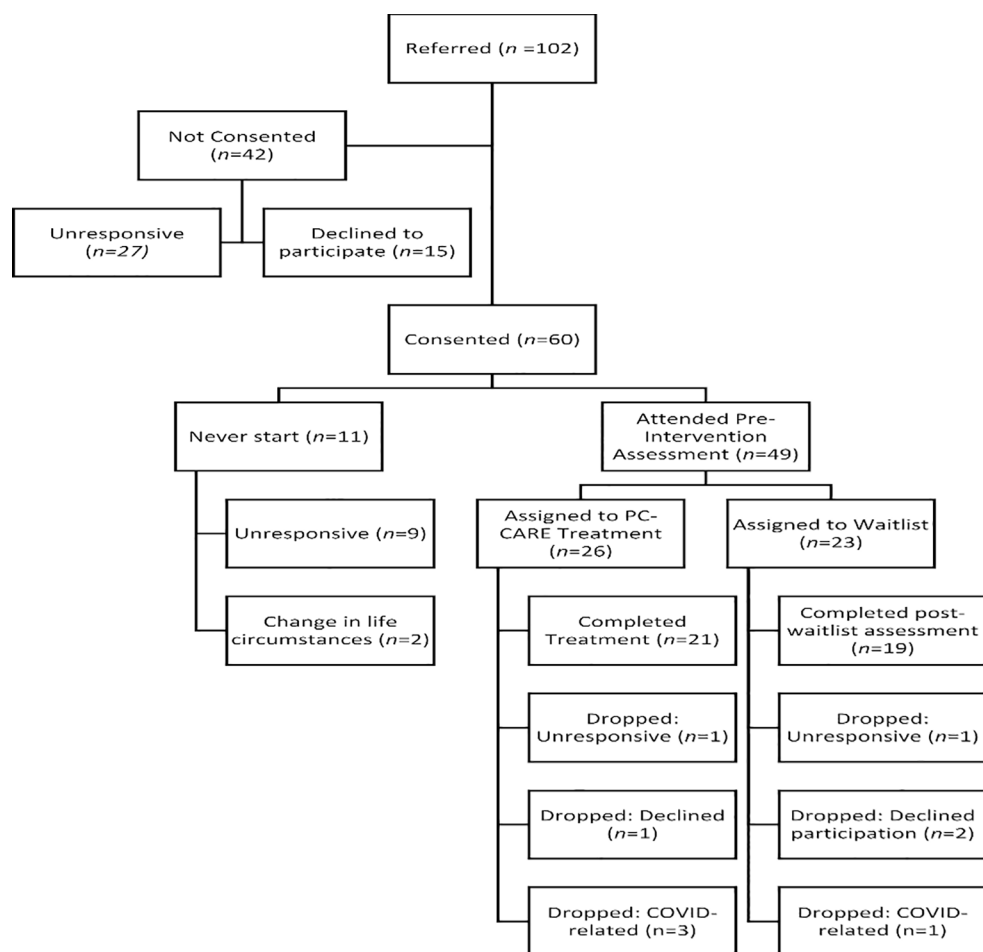 Referred (n =102)
Not Consented
(n=42)
Unresponsive
(n=27)
Declined to
participate (n=15)
Consented (n=60)
Never start (n=11)
Attended Pre-
Intervention
Assessment (n=49)
Unresponsive (n=9)
Change in life
circumstances (n=2)
Assigned to PC-
CARE Treatment
(n=26)
Assigned to Waitlist
(n=23)
Completed
Treatment (n=21)
Completed post-
waitlist assessment
(n=19)
Dropped:
Unresponsive (n=1)
Dropped:
Unresponsive (n=1)
Dropped: Declined
(n=1)
Dropped: Declined
participation (n=2)
Dropped: COVID-
related (n=3)
Dropped: COVID-
related (n=1)